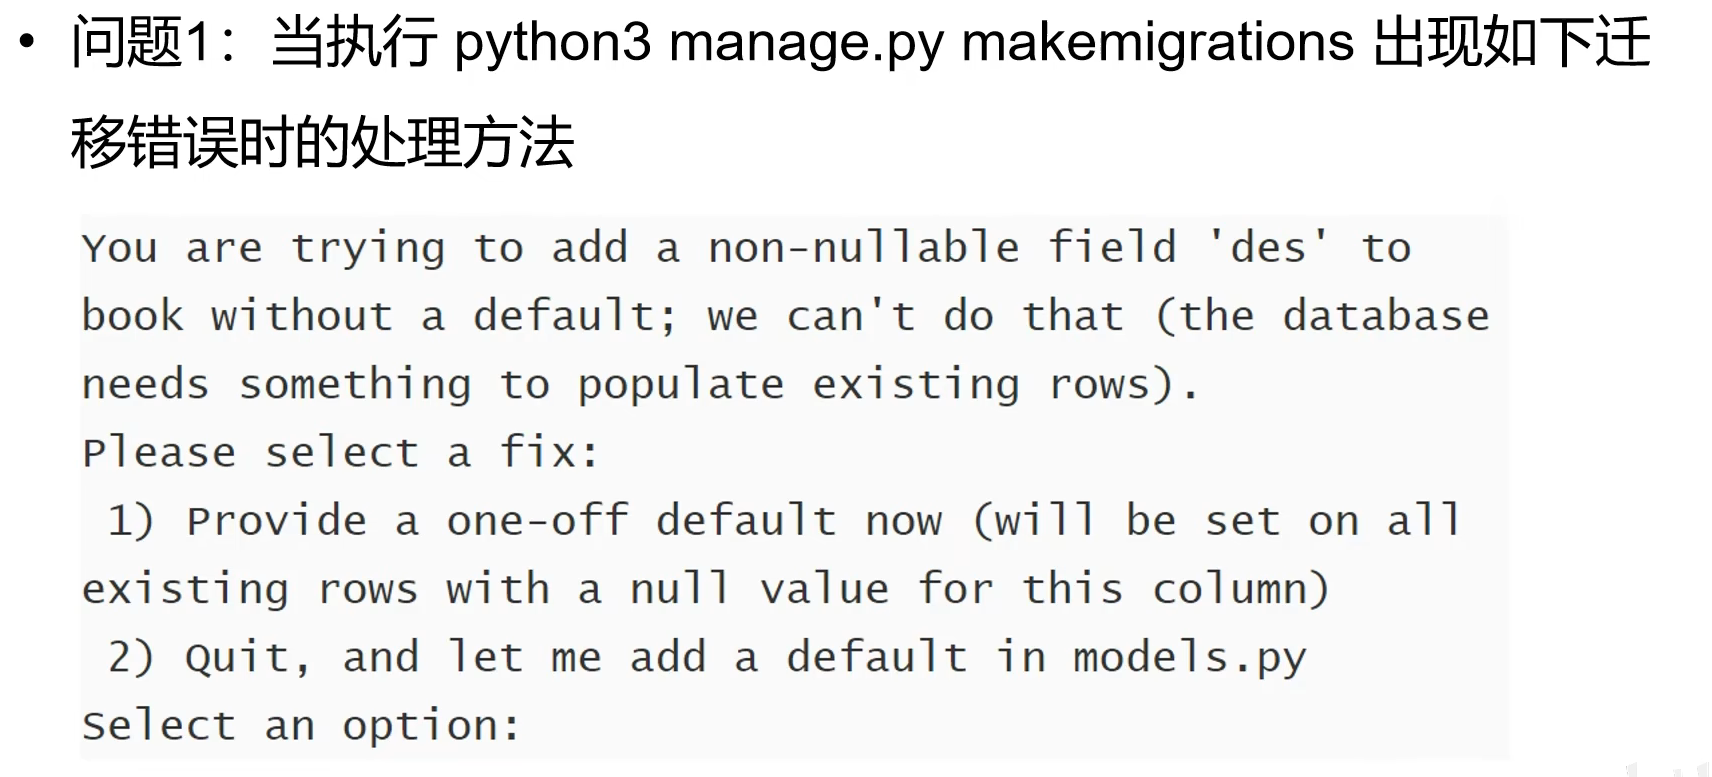 • 问题1：当执行 python3 manage.py makemigrations 出现如下迁
移错误时的处理方法
You are trying to add a non-nullable field 'des' to
book without a default; we can't do that (the database
needs something to populate existing rows).
Please select a fix:
 1) Provide a one-off default now (will be set on all
existing rows with a null value for this column)
 2) Quit, and let me add a default in models.py
Select an option: